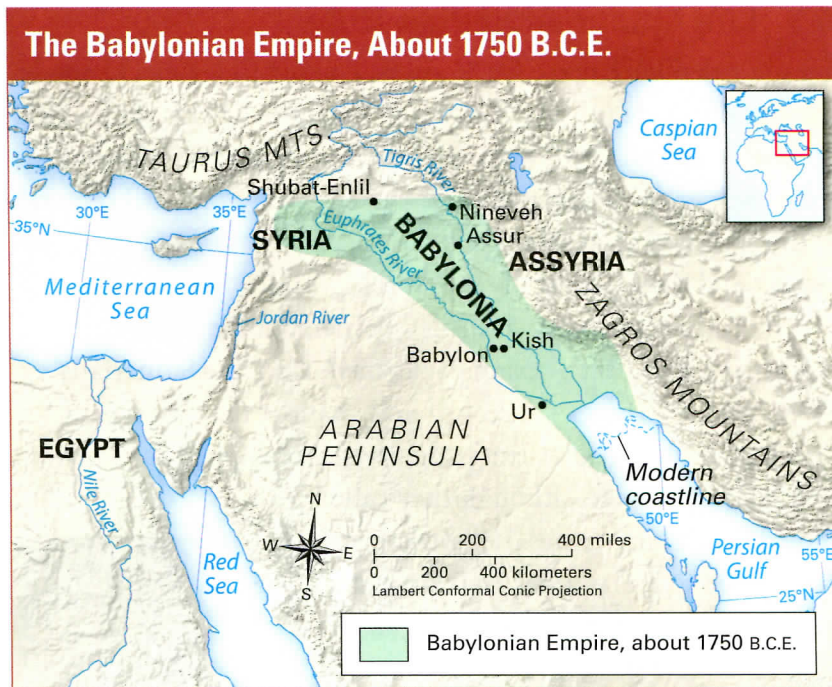 The Babylonian Empire, About 1750 B.C.E.
TAURUS MTS
Caspian
Sea
Tigris River
Shubat-Enlil
30°E
35°E
35°N
Nineveh
SYRIA
Euphrates River
BABYLONIA
Assur
ASSYRIA
Mediterranean
Sea
Jordan River
ZAGROS MOUNTAINS
Kish
Babylon
Ur
ARABIAN
PENINSULA
EGYPT
Nile River
Modern
coastline
N
W
E
S
0 200 400 miles
0 200 400 kilometers
Lambert Conformal Conic Projection
50°E
Red
Sea
Persian
Gulf
55°E
25°N
Babylonian Empire, about 1750 B.C.E.